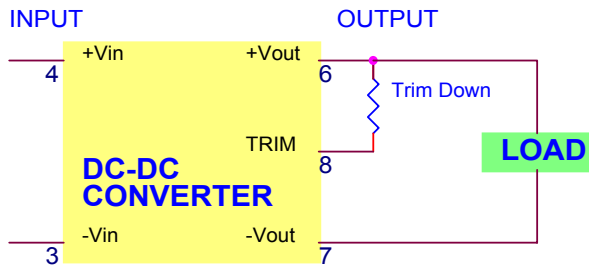 INPUT
OUTPUT
+Vin
+Vout
4
6
Trim Down
TRIM
8
LOAD
DC-DC
CONVERTER
-Vin
-Vout
3
7